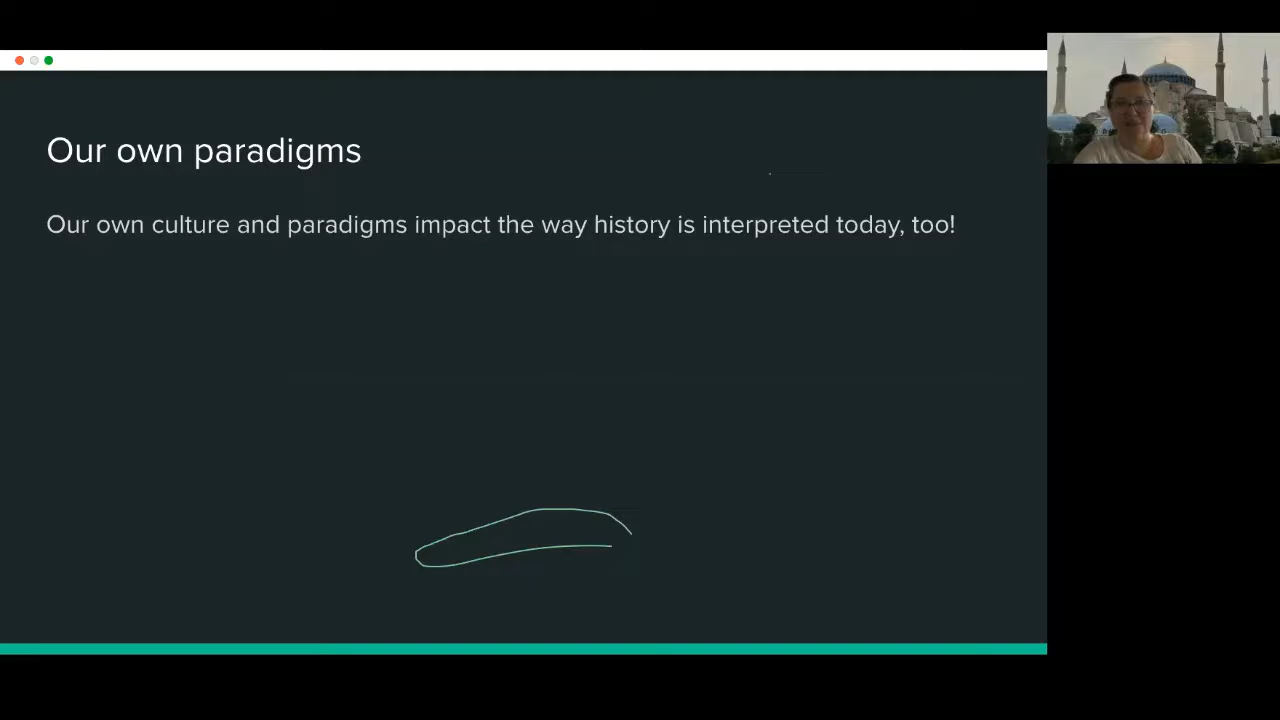 Our own paradigms
Our own culture and paradigms impact the way history is interpreted today, too!